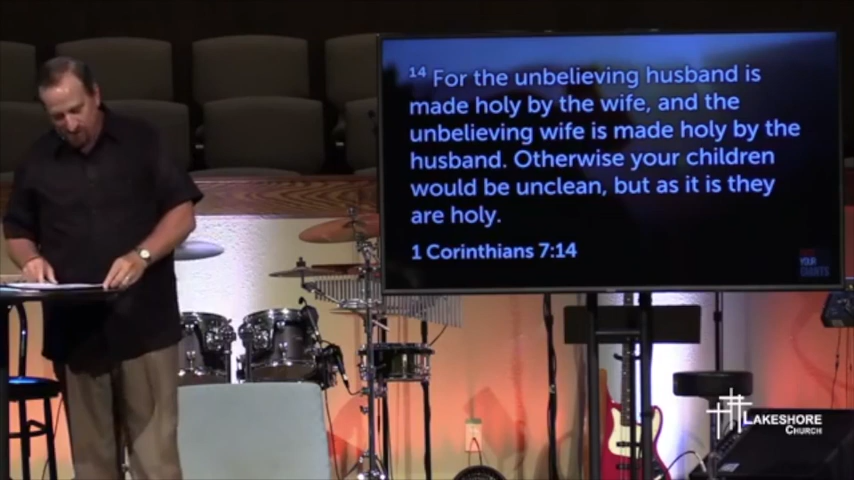 14 For the unbelieving husband is
made holy by the wife, and the
unbelieving wife is made holy by the
husband. Otherwise your children
would be unclean, but as it is they
are holy.
1 Corinthians 7:14
YOUR
LAKESHORE
CHURCH